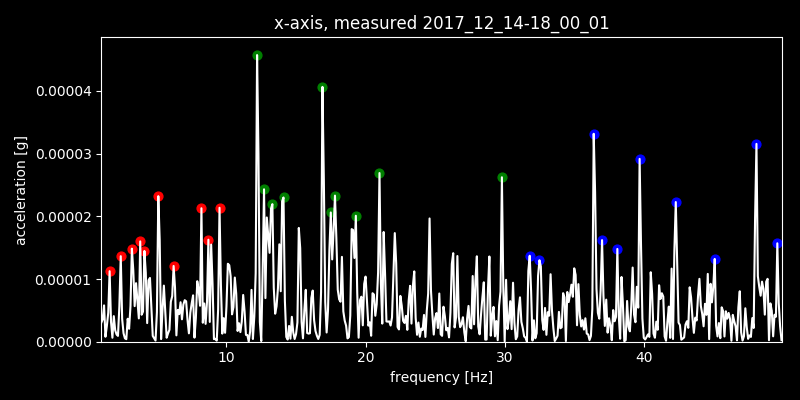 x-axis, measured 2017_12_14-18_00_01
acceleration [g]
0.00004
0.00003
0.00002
0.00001
0.00000
10 20 30 40
frequency [Hz]